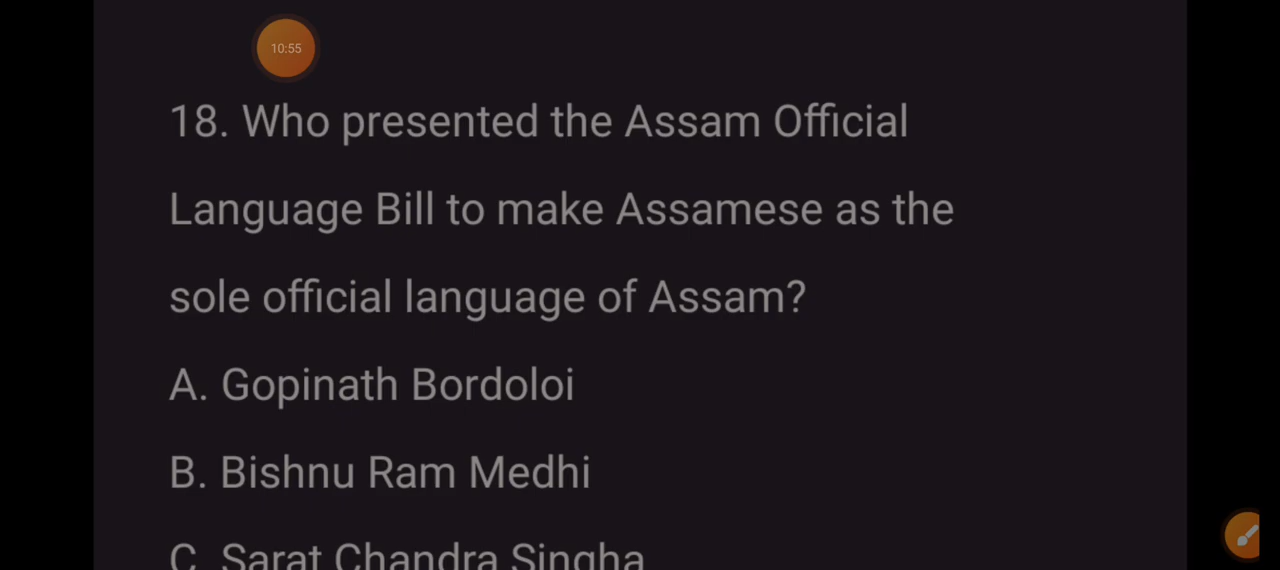 10:55
18. Who presented the Assam Official
Language Bill to make Assamese as the
sole official language of Assam?
A. Gopinath Bordoloi
B. Bishnu Ram Medhi
C. Sarat Chandra Singha